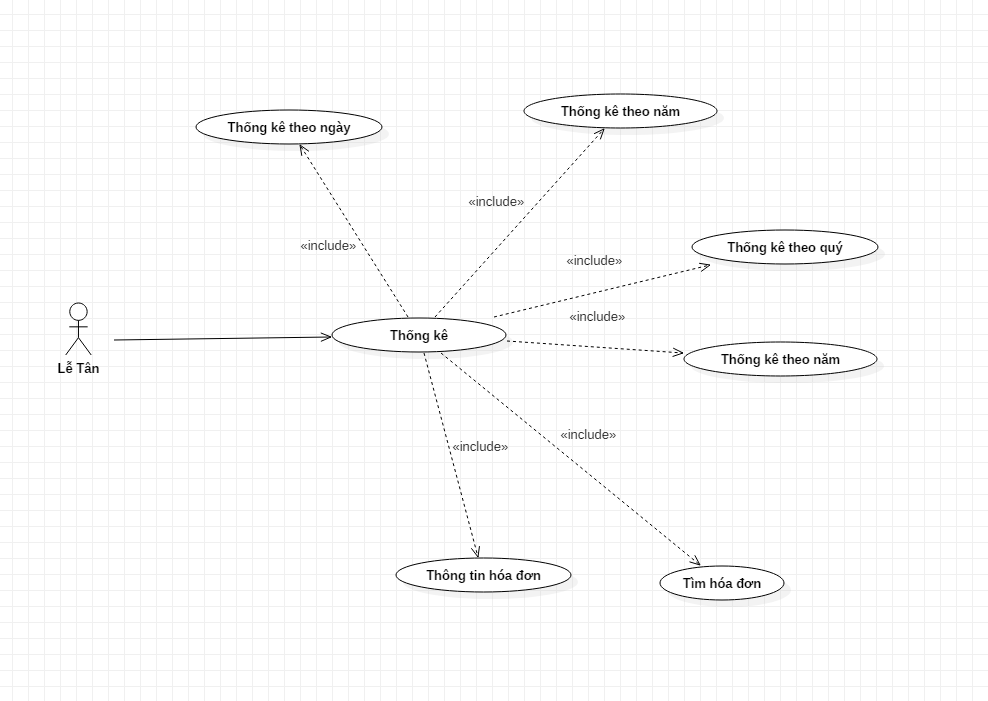 Thống kê theo năm
Thống kê theo ngày
«include»
«include»
Thống kê theo quý
«include»
«include»
Thống kê
Thống kê theo năm
Lễ Tân
«include»
«include»
Thông tin hóa đơn
Tìm hóa đơn